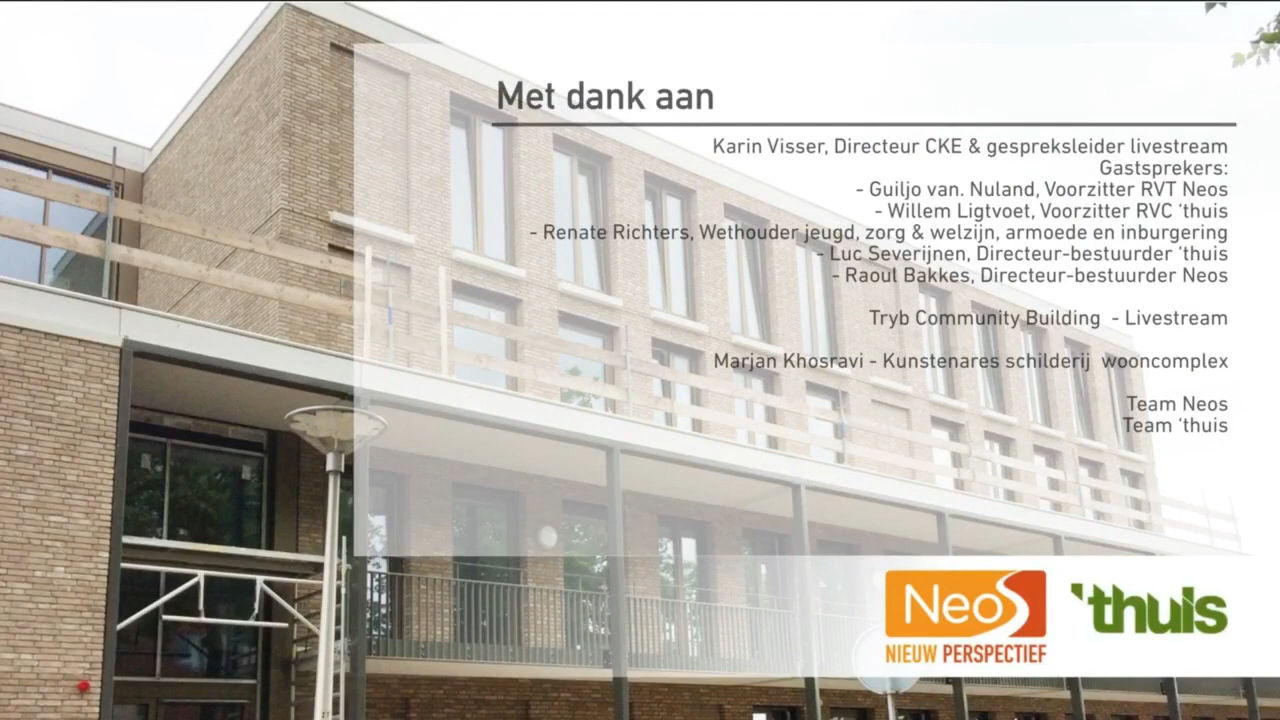 Met dank aan
Karin Visser, Directeur CKE & gespreksleider livestream
Gastsprekers:
- Guiljo van. Nuland, Voorzitter RVT Neos
- Willem Ligtvoet, Voorzitter RVC ‘thuis
- Renate Richters, Wethouder jeugd, zorg & welzijn, armoede en inburgering
- Luc Severijnen, Directeur-bestuurder ‘thuis
- Raoul Bakkes, Directeur-bestuurder Neos
Tryb Community Building - Livestream
Marjan Khosravi - Kunstenares schilderij wooncomplex
Team Neos
Team ‘thuis
NeoS
NIEUW PERSPECTIEF
'thuis